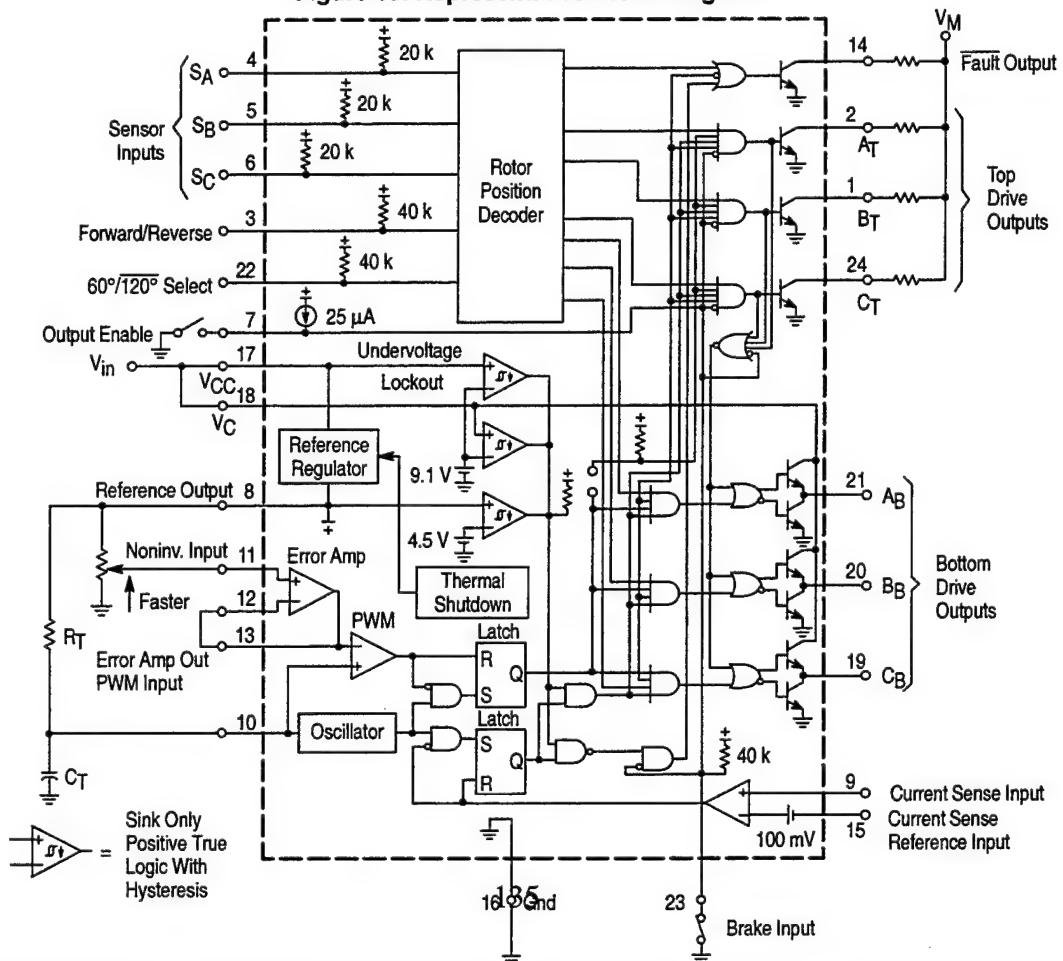 VM
14
Fault Output
SA
4
20 k
SB
5
20 k
SC
6
20 k
Sensor
Inputs
Forward/Reverse
3
40 k
60°/120° Select
22
40 k
Output Enable
7
25 µA
Rotor
Position
Decoder
2
AT
1
BT
24
CT
Top
Drive
Outputs
Vin
17
VCC
18
VC
Undervoltage
Lockout
Reference
Regulator
9.1 V
4.5 V
Reference Output
8
Noninv. Input
11
Error Amp
Faster
12
13
Error Amp Out
PWM Input
RT
Thermal
Shutdown
PWM
Latch
R
Q
S
Latch
S
Q
R
10
Oscillator
CT
40 k
21
AB
20
BB
19
CB
Bottom
Drive
Outputs
9
Current Sense Input
15
Current Sense
Reference Input
100 mV
=
Sink Only
Positive True
Logic With
Hysteresis
135
16
Gnd
23
Brake Input